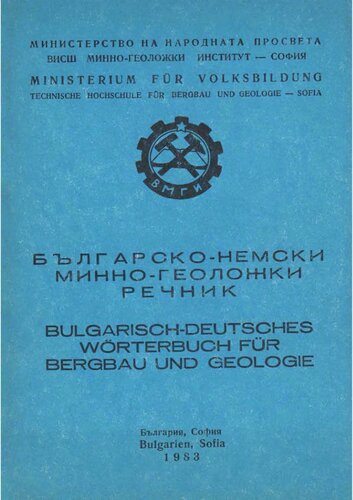 МИНИСТЕРСТВО НА НАРОДНАТА ПРОСВЕТА
ВИСШ МИННО-ГЕОЛОЖКИ ИНСТИТУТ — СОФИЯ
MINISTERIUM FÜR VOLKSBILDUNG
TECHNISCHE HOCHSCHULE FÜR BERGBAU UND GEOLOGIE — SOFIA
ВМГИ
БЪЛГАРСКО-НЕМСКИ
МИННО-ГЕОЛОЖКИ
РЕЧНИК
BULGARISCH-DEUTSCHES
WÖRTERBUCH FÜR
BERGBAU UND GEOLOGIE
България, София
Bulgarien, Sofia
1983